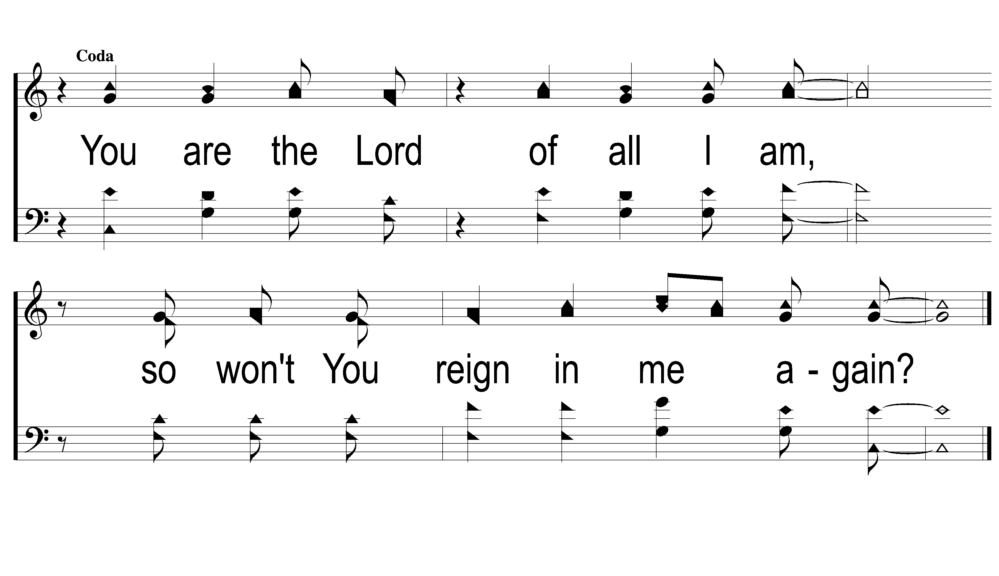 Coda
You are the Lord of all I am,
so won't You reign in me a - gain?